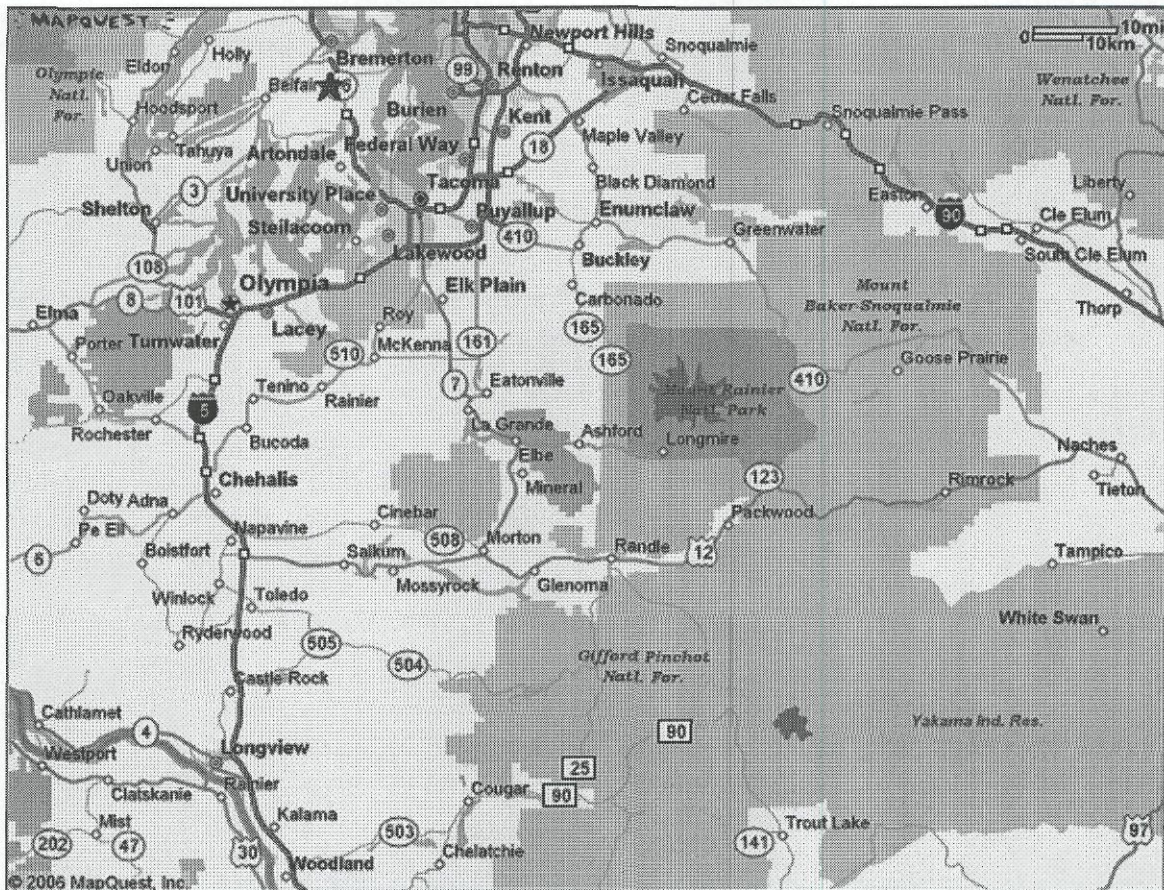 MAPQUEST
10mi
0
10km
Newport Hills
Snoqualmie
Holly
Eldon
Bremerton
99
Renton
Issaquah
Olympic
Natl.
For.
Wenatchee
Natl. For.
Belfair
Burien
Kent
Cedar Falls
Snoqualmie Pass
Hoodsport
Maple Valley
Federal Way
18
Union
Tahuya
Artondale
3
University Place
Tacoma
Black Diamond
Easton
90
Liberty
Shelton
Puyallup
Enumclaw
Cle Elum
Steilacoom
410
Greenwater
Lakewood
Buckley
South Cle Elum
108
Olympia
Elk Plain
Carbonado
Mount
Baker-Snoqualmie
Natl. For.
Thorp
8
101
Elma
Lacey
Roy
165
Porter
Tumwater
510
McKenna
161
165
Goose Prairie
7
Eatonville
410
Tenino
Rainier
Mount Rainier
Natl. Park
Oakville
5
La Grande
Rochester
Bucoda
Ashford
Longmire
Elbe
Naches
Chehalis
Mineral
123
Rimrock
Tieton
Doty
Adna
Packwood
Pe Ell
Napavine
Cinebar
508
Morton
Randle
12
6
Boistfort
Salkum
Tampico
Mossyrock
Glenoma
Winlock
Toledo
White Swan
Ryderwood
505
504
Gifford Pinchot
Natl. For.
Castle Rock
Cathlamet
4
90
Yakama Ind. Res.
Westport
Longview
25
Rainier
Cougar
90
Clatskanie
Kalama
Mist
503
Trout Lake
97
202
47
30
Chelatchie
141
Woodland
© 2006 MapQuest, Inc.